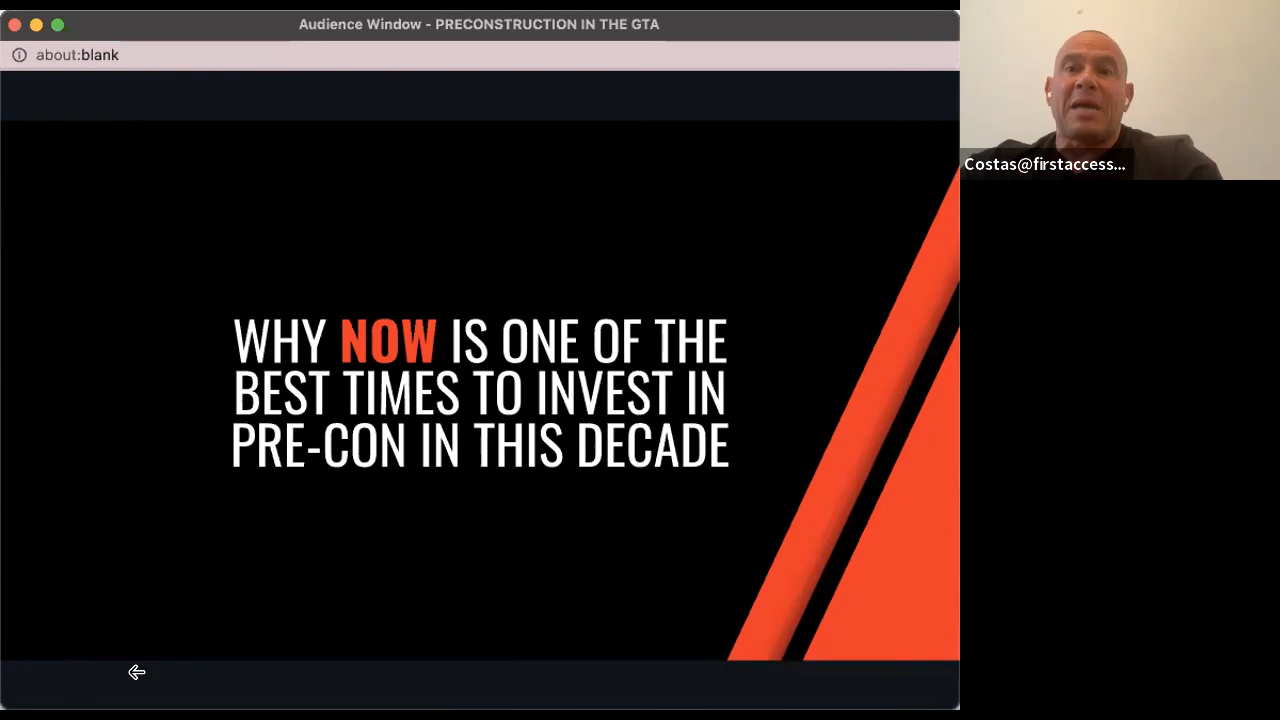 Audience Window - PRECONSTRUCTION IN THE GTA
about:blank
WHY NOW IS ONE OF THE
BEST TIMES TO INVEST IN
PRE-CON IN THIS DECADE
Costas@firstaccess...